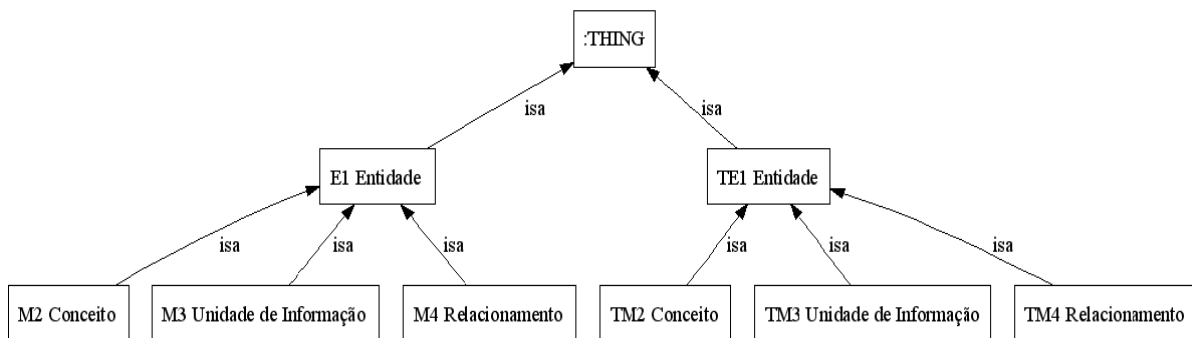 :THING
isa
isa
E1 Entidade
TE1 Entidade
isa
isa
isa
isa
isa
isa
M2 Conceito
M3 Unidade de Informação
M4 Relacionamento
TM2 Conceito
TM3 Unidade de Informação
TM4 Relacionamento